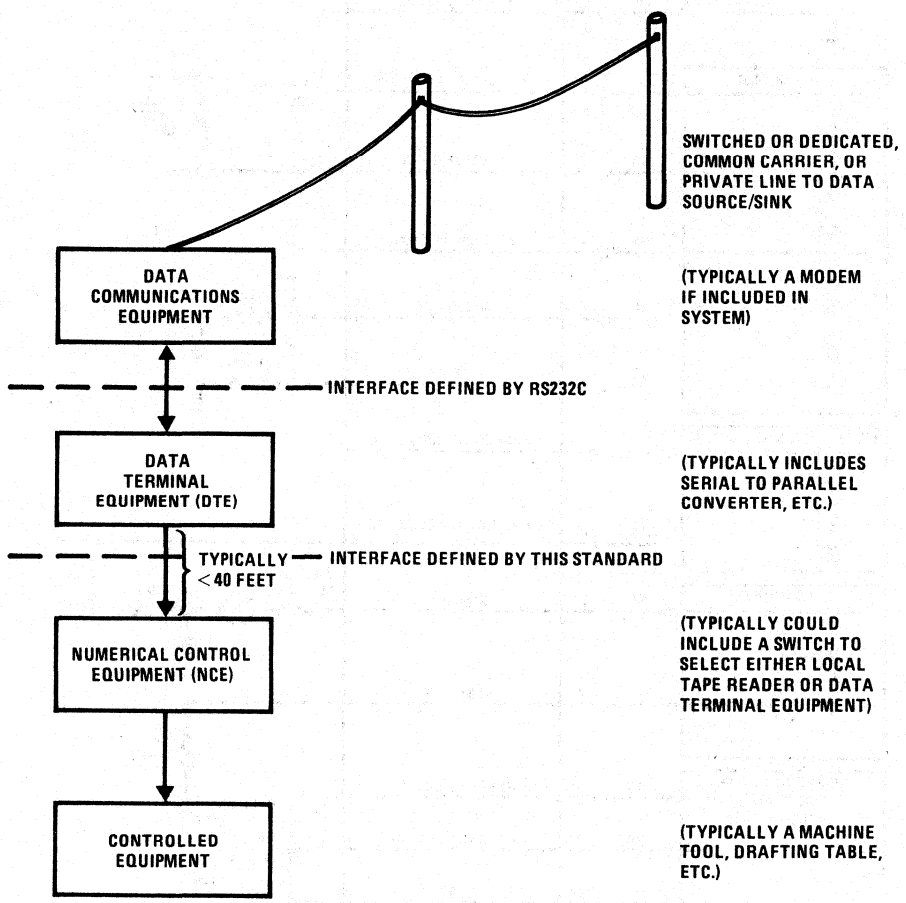 SWITCHED OR DEDICATED,
COMMON CARRIER, OR
PRIVATE LINE TO DATA
SOURCE/SINK
DATA
COMMUNICATIONS
EQUIPMENT
(TYPICALLY A MODEM
IF INCLUDED IN
SYSTEM)
INTERFACE DEFINED BY RS232C
DATA
TERMINAL
EQUIPMENT (DTE)
(TYPICALLY INCLUDES
SERIAL TO PARALLEL
CONVERTER, ETC.)
TYPICALLY
<40 FEET
INTERFACE DEFINED BY THIS STANDARD
NUMERICAL CONTROL
EQUIPMENT (NCE)
(TYPICALLY COULD
INCLUDE A SWITCH TO
SELECT EITHER LOCAL
TAPE READER OR DATA
TERMINAL EQUIPMENT)
CONTROLLED
EQUIPMENT
(TYPICALLY A MACHINE
TOOL, DRAFTING TABLE,
ETC.)